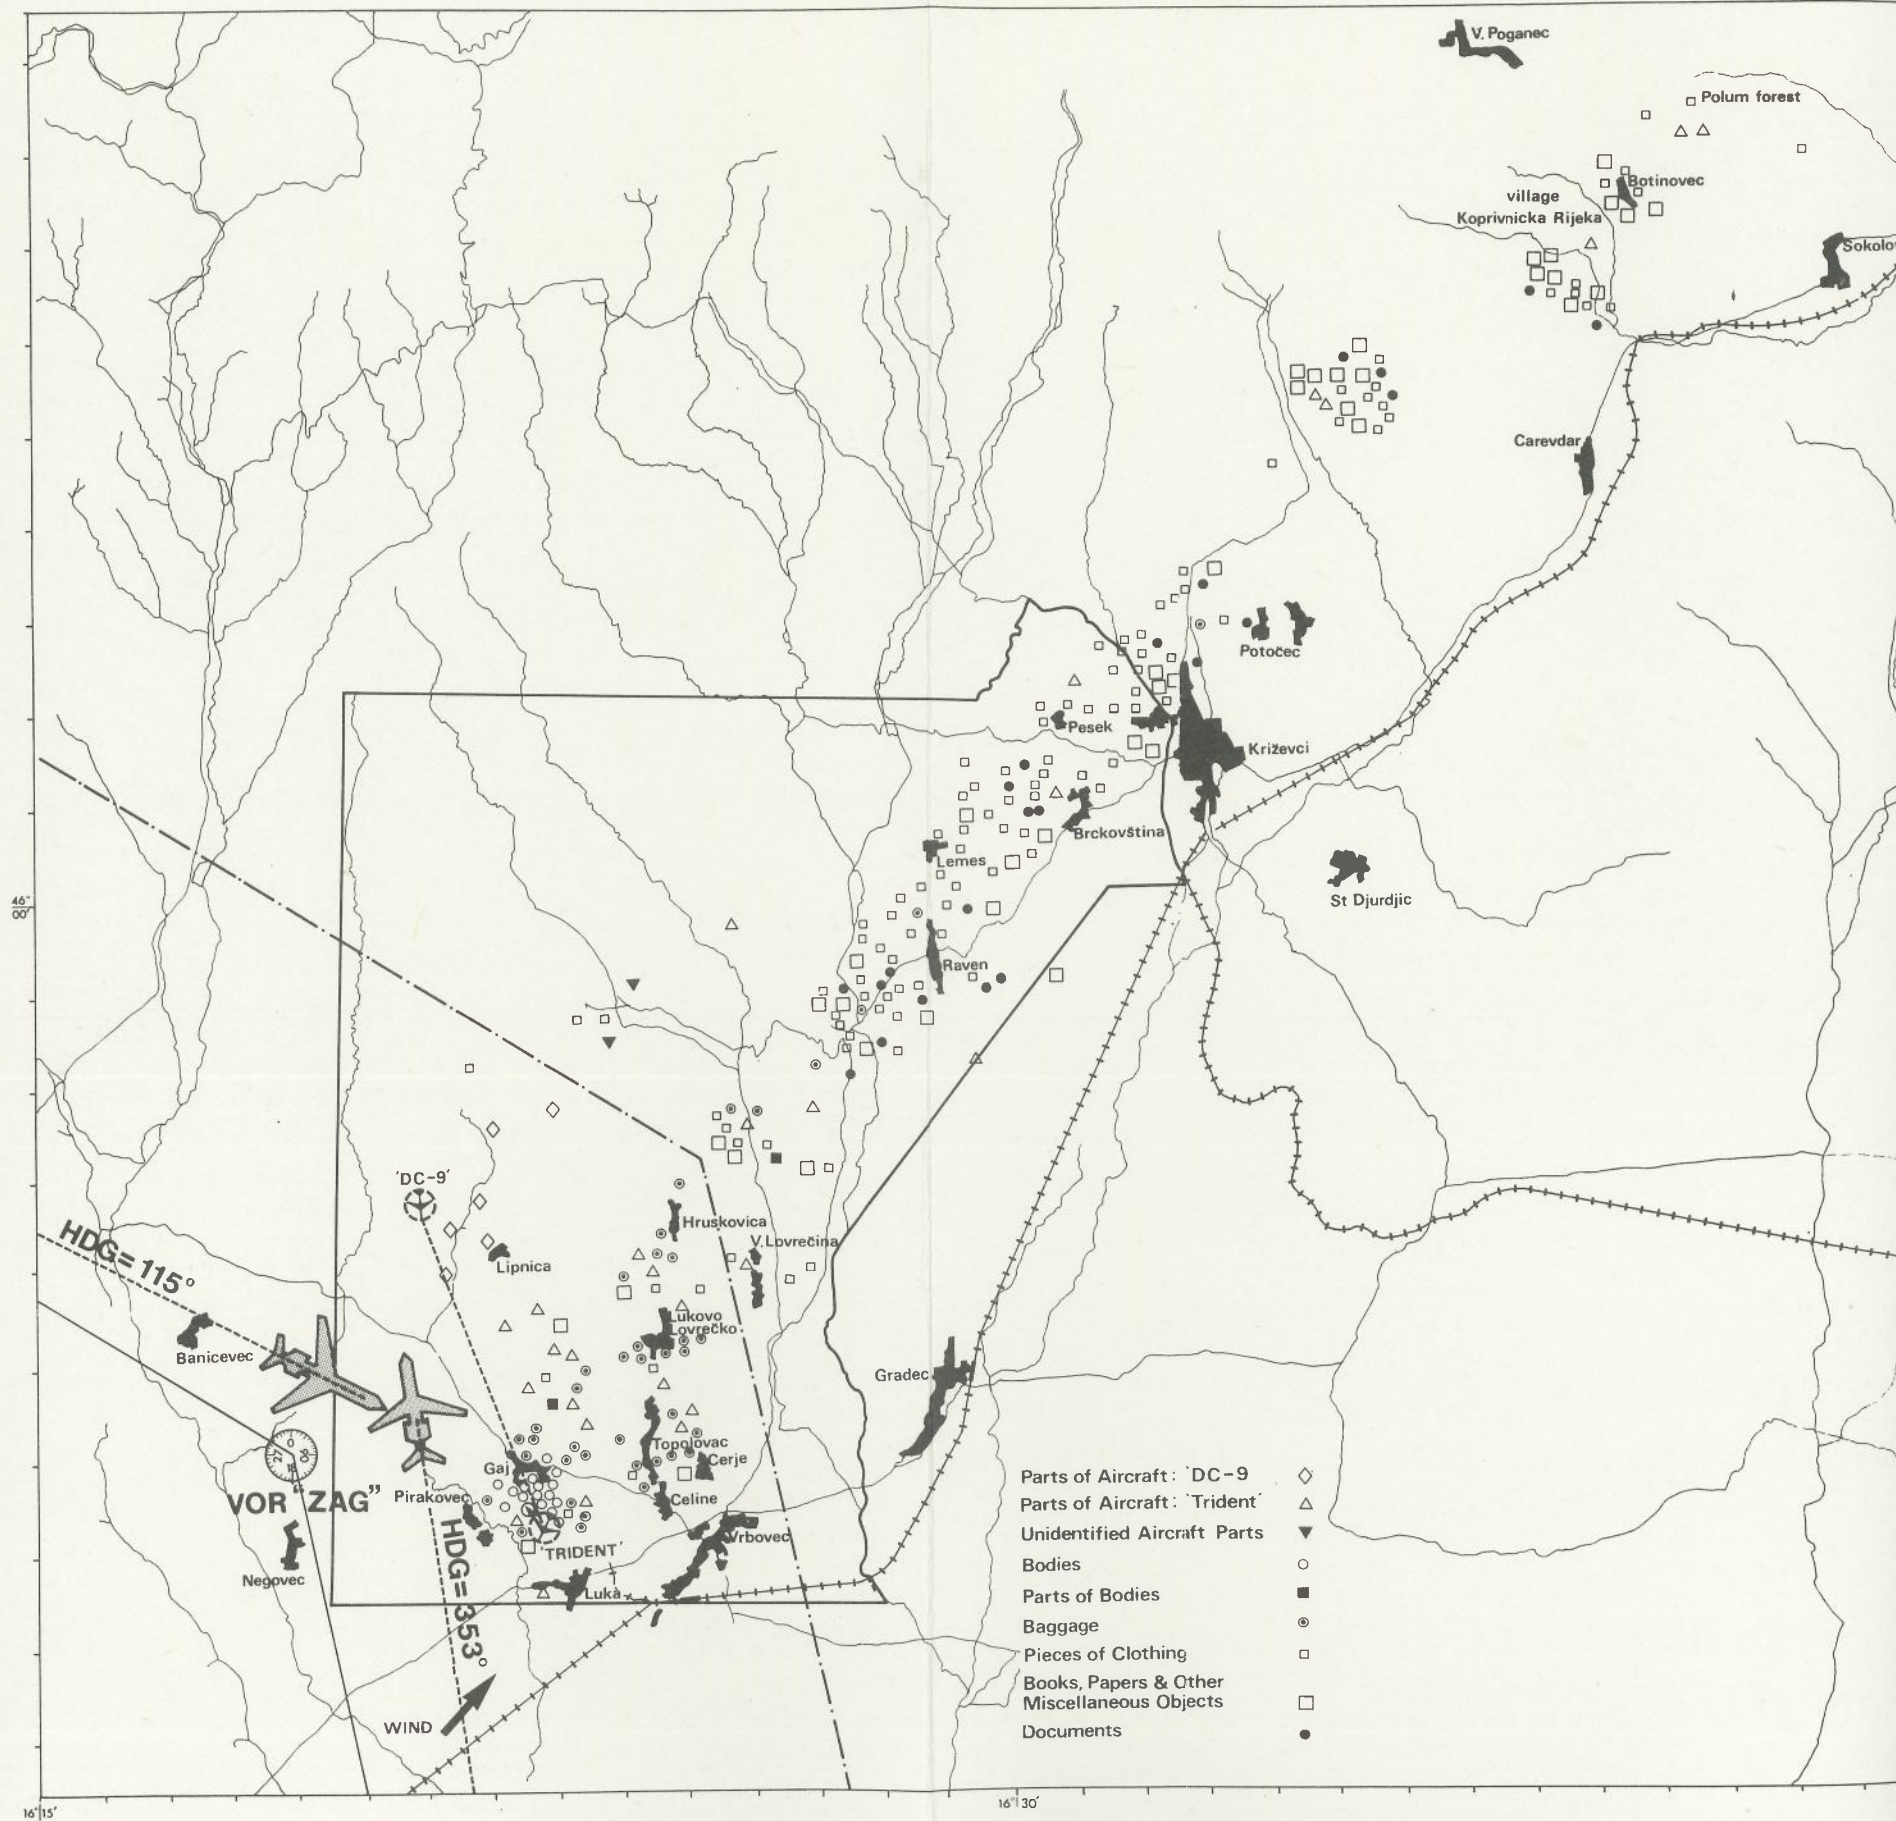 V. Poganec
Polum forest
Botinovec
village
Koprivnicka Rijeka
Sokolov
Carevdar
Potočec
Pesek
Križevci
Brckovština
Lemes
St Djurdjic
46°
00'
Raven
'DC-9'
Hruskovica
V. Lovrečina
HDG= 115°
Lipnica
Lukovo
Lovrečko
Banicevec
Gradec
Topolovac
Cerje
Gaj
VOR "ZAG"
Pirakovec
Celine
Vrbovec
HDG=353°
'TRIDENT'
Negovec
Luka
WIND
Parts of Aircraft: 'DC-9
Parts of Aircraft: 'Trident'
Unidentified Aircraft Parts
Bodies
Parts of Bodies
Baggage
Pieces of Clothing
Books, Papers & Other
Miscellaneous Objects
Documents
16°15'
16°30'